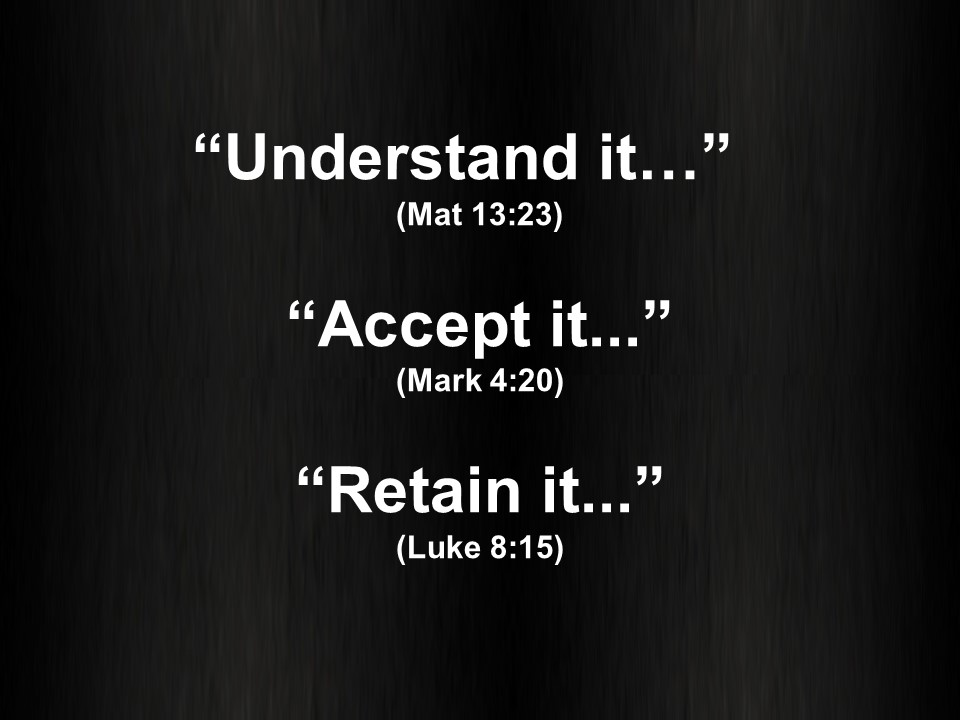 “Understand it…”
(Mat 13:23)
“Accept it...”
(Mark 4:20)
“Retain it...”
(Luke 8:15)